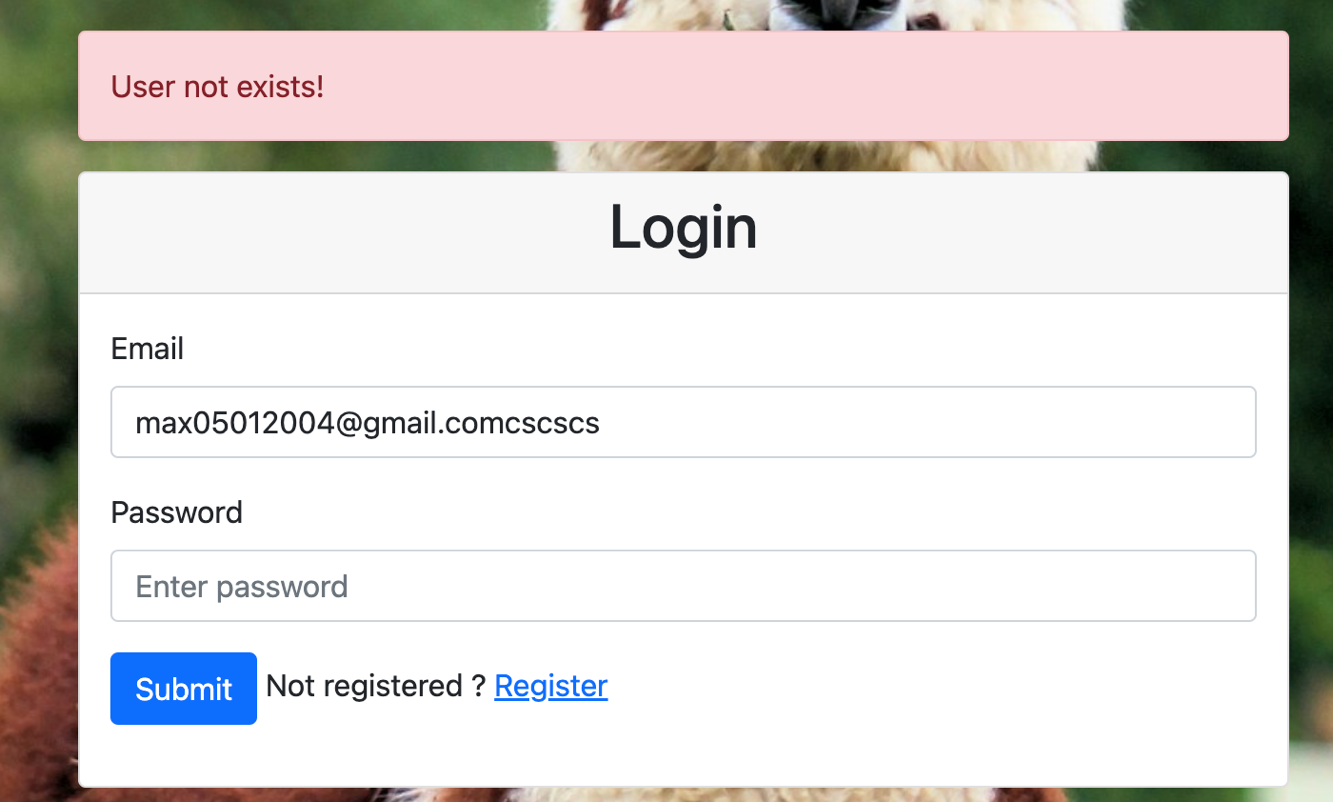 User not exists!
Login
Email
max05012004@gmail.comcscscs
Password
Enter password
Submit Not registered ? Register